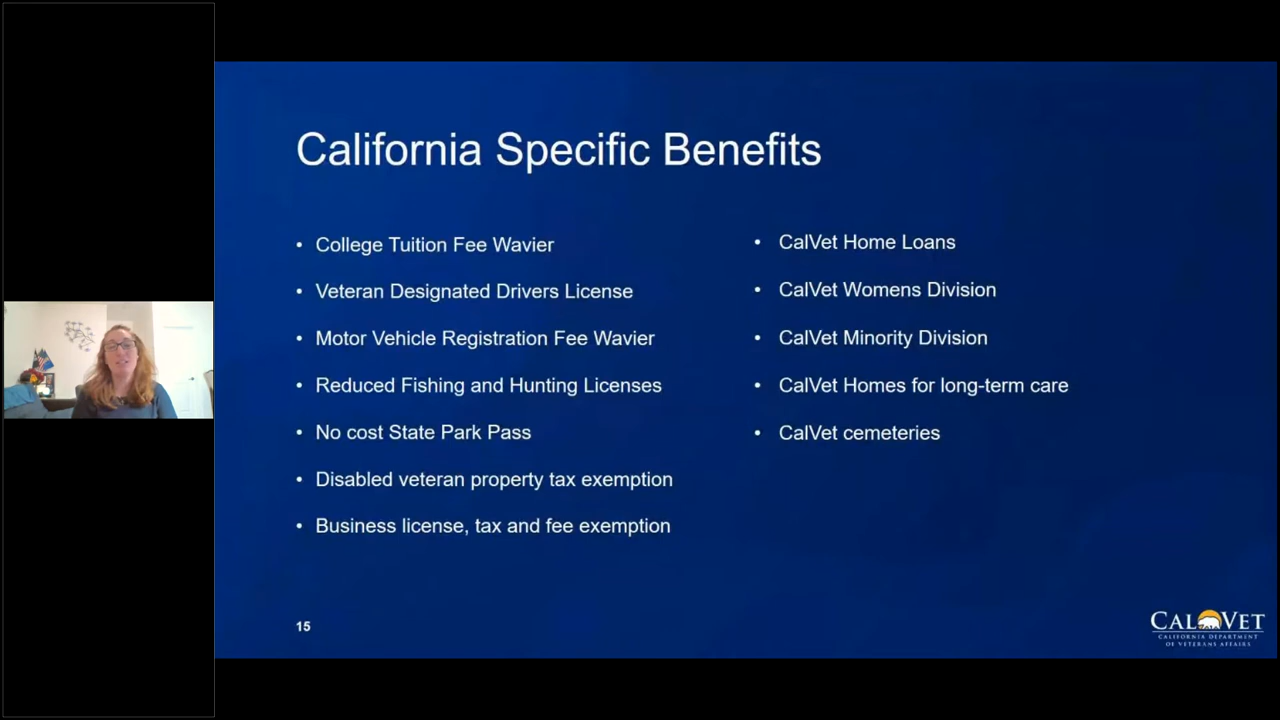 California Specific Benefits
• College Tuition Fee Wavier
• Veteran Designated Drivers License
• Motor Vehicle Registration Fee Wavier
• Reduced Fishing and Hunting Licenses
• No cost State Park Pass
• Disabled veteran property tax exemption
• Business license, tax and fee exemption
• CalVet Home Loans
• CalVet Womens Division
• CalVet Minority Division
• CalVet Homes for long-term care
• CalVet cemeteries
15
CALVET
CALIFORNIA DEPARTMENT
OF VETERANS AFFAIRS